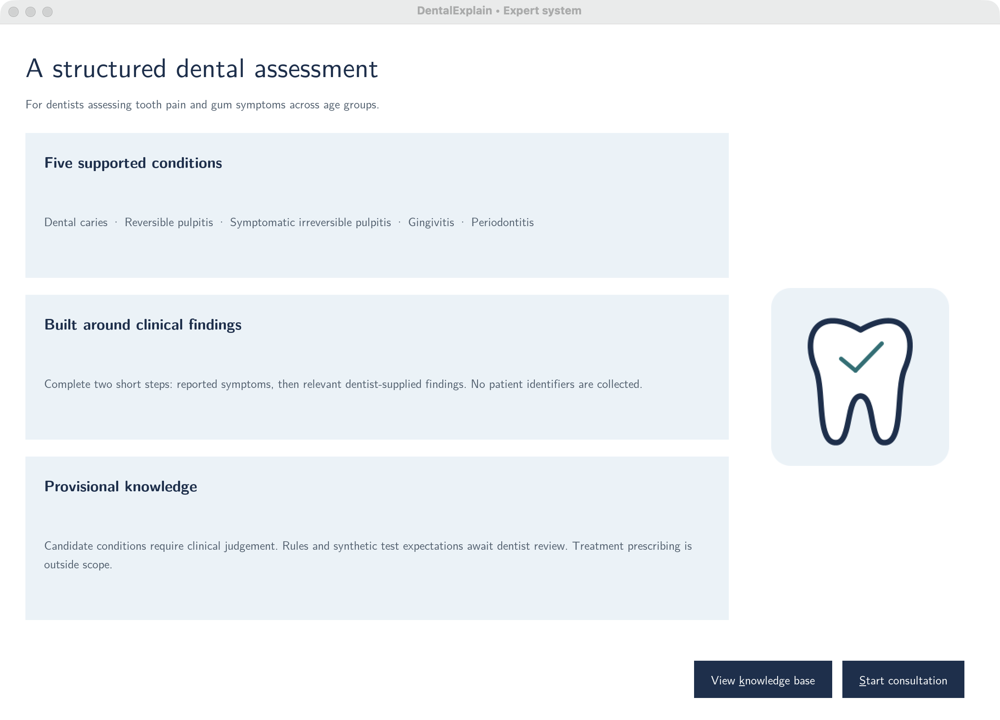 DentalExplain • Expert system
A structured dental assessment
For dentists assessing tooth pain and gum symptoms across age groups.
Five supported conditions
Dental caries · Reversible pulpitis · Symptomatic irreversible pulpitis · Gingivitis · Periodontitis
Built around clinical findings
Complete two short steps: reported symptoms, then relevant dentist-supplied findings. No patient identifiers are collected.
Provisional knowledge
Candidate conditions require clinical judgement. Rules and synthetic test expectations await dentist review. Treatment prescribing is
outside scope.
View knowledge base
Start consultation